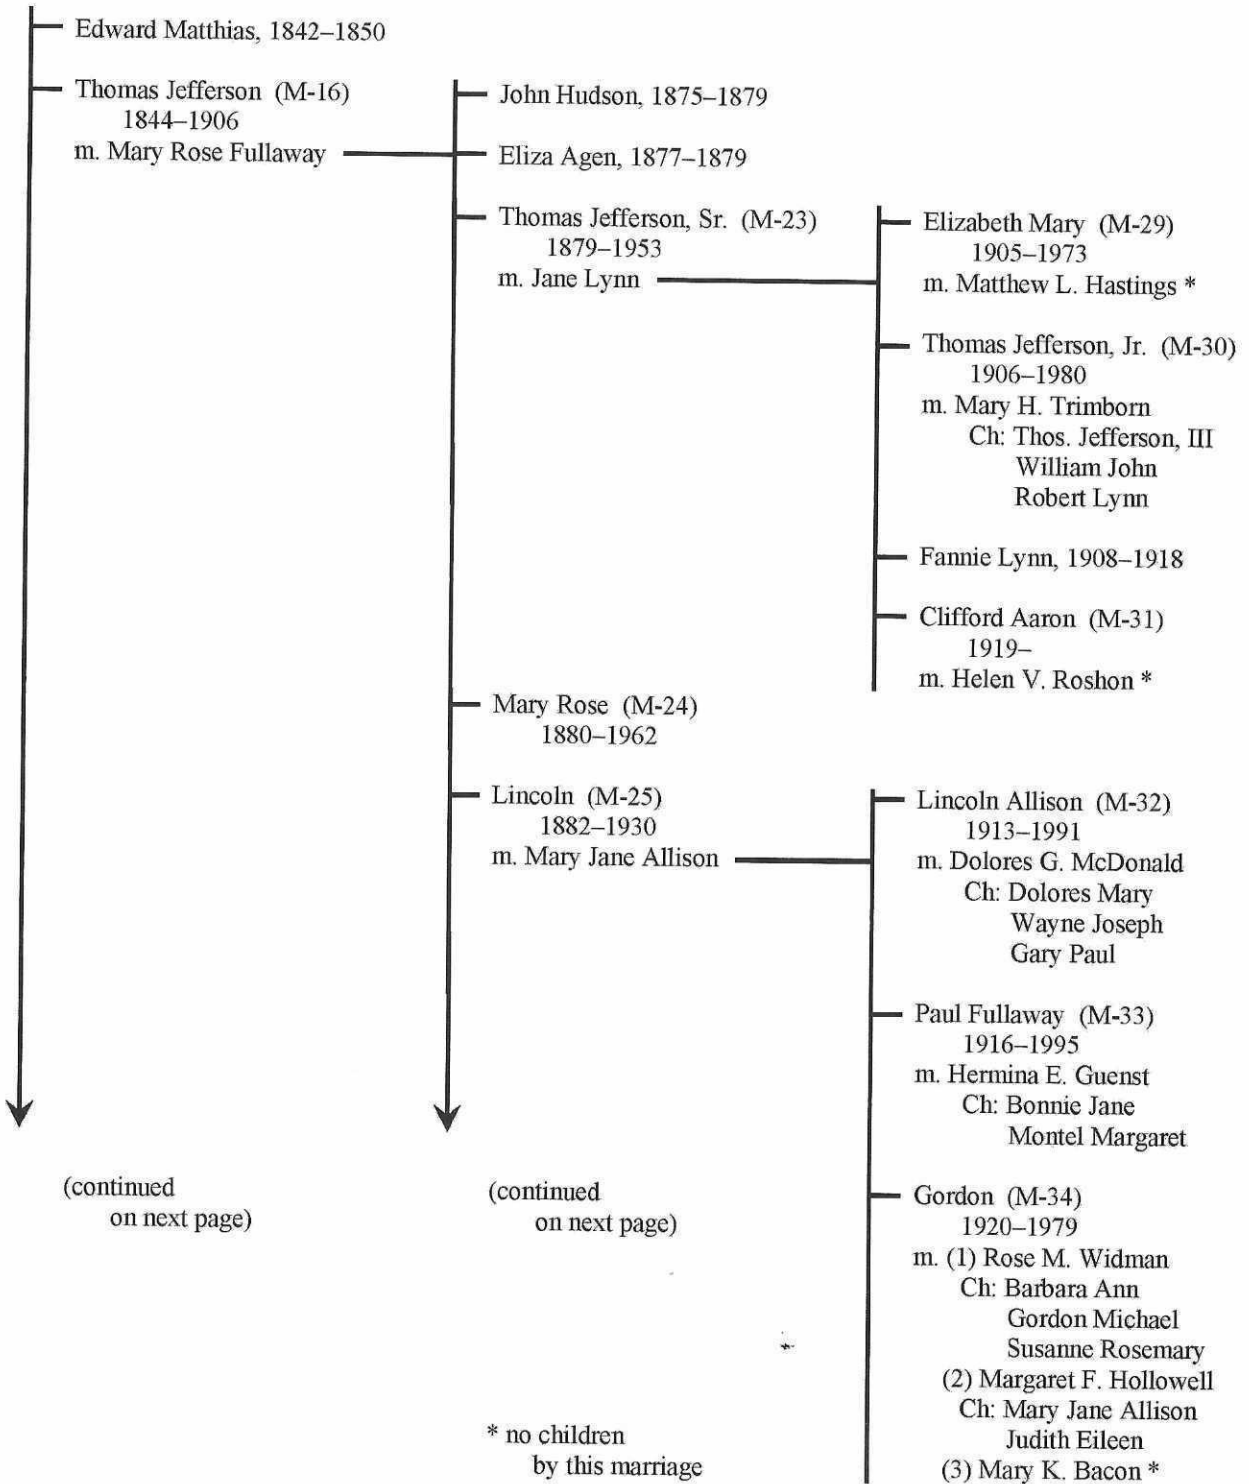 Edward Matthias, 1842–1850
Thomas Jefferson (M-16)
1844–1906
m. Mary Rose Fullaway
(continued
on next page)
John Hudson, 1875–1879
Eliza Agen, 1877–1879
Thomas Jefferson, Sr. (M-23)
1879–1953
m. Jane Lynn
Mary Rose (M-24)
1880–1962
Lincoln (M-25)
1882–1930
m. Mary Jane Allison
(continued
on next page)
* no children
by this marriage
Elizabeth Mary (M-29)
1905–1973
m. Matthew L. Hastings *
Thomas Jefferson, Jr. (M-30)
1906–1980
m. Mary H. Trimborn
Ch: Thos. Jefferson, III
William John
Robert Lynn
Fannie Lynn, 1908–1918
Clifford Aaron (M-31)
1919–
m. Helen V. Roshon *
Lincoln Allison (M-32)
1913–1991
m. Dolores G. McDonald
Ch: Dolores Mary
Wayne Joseph
Gary Paul
Paul Fullaway (M-33)
1916–1995
m. Hermina E. Guenst
Ch: Bonnie Jane
Montel Margaret
Gordon (M-34)
1920–1979
m. (1) Rose M. Widman
Ch: Barbara Ann
Gordon Michael
Susanne Rosemary
(2) Margaret F. Hollowell
Ch: Mary Jane Allison
Judith Eileen
(3) Mary K. Bacon *